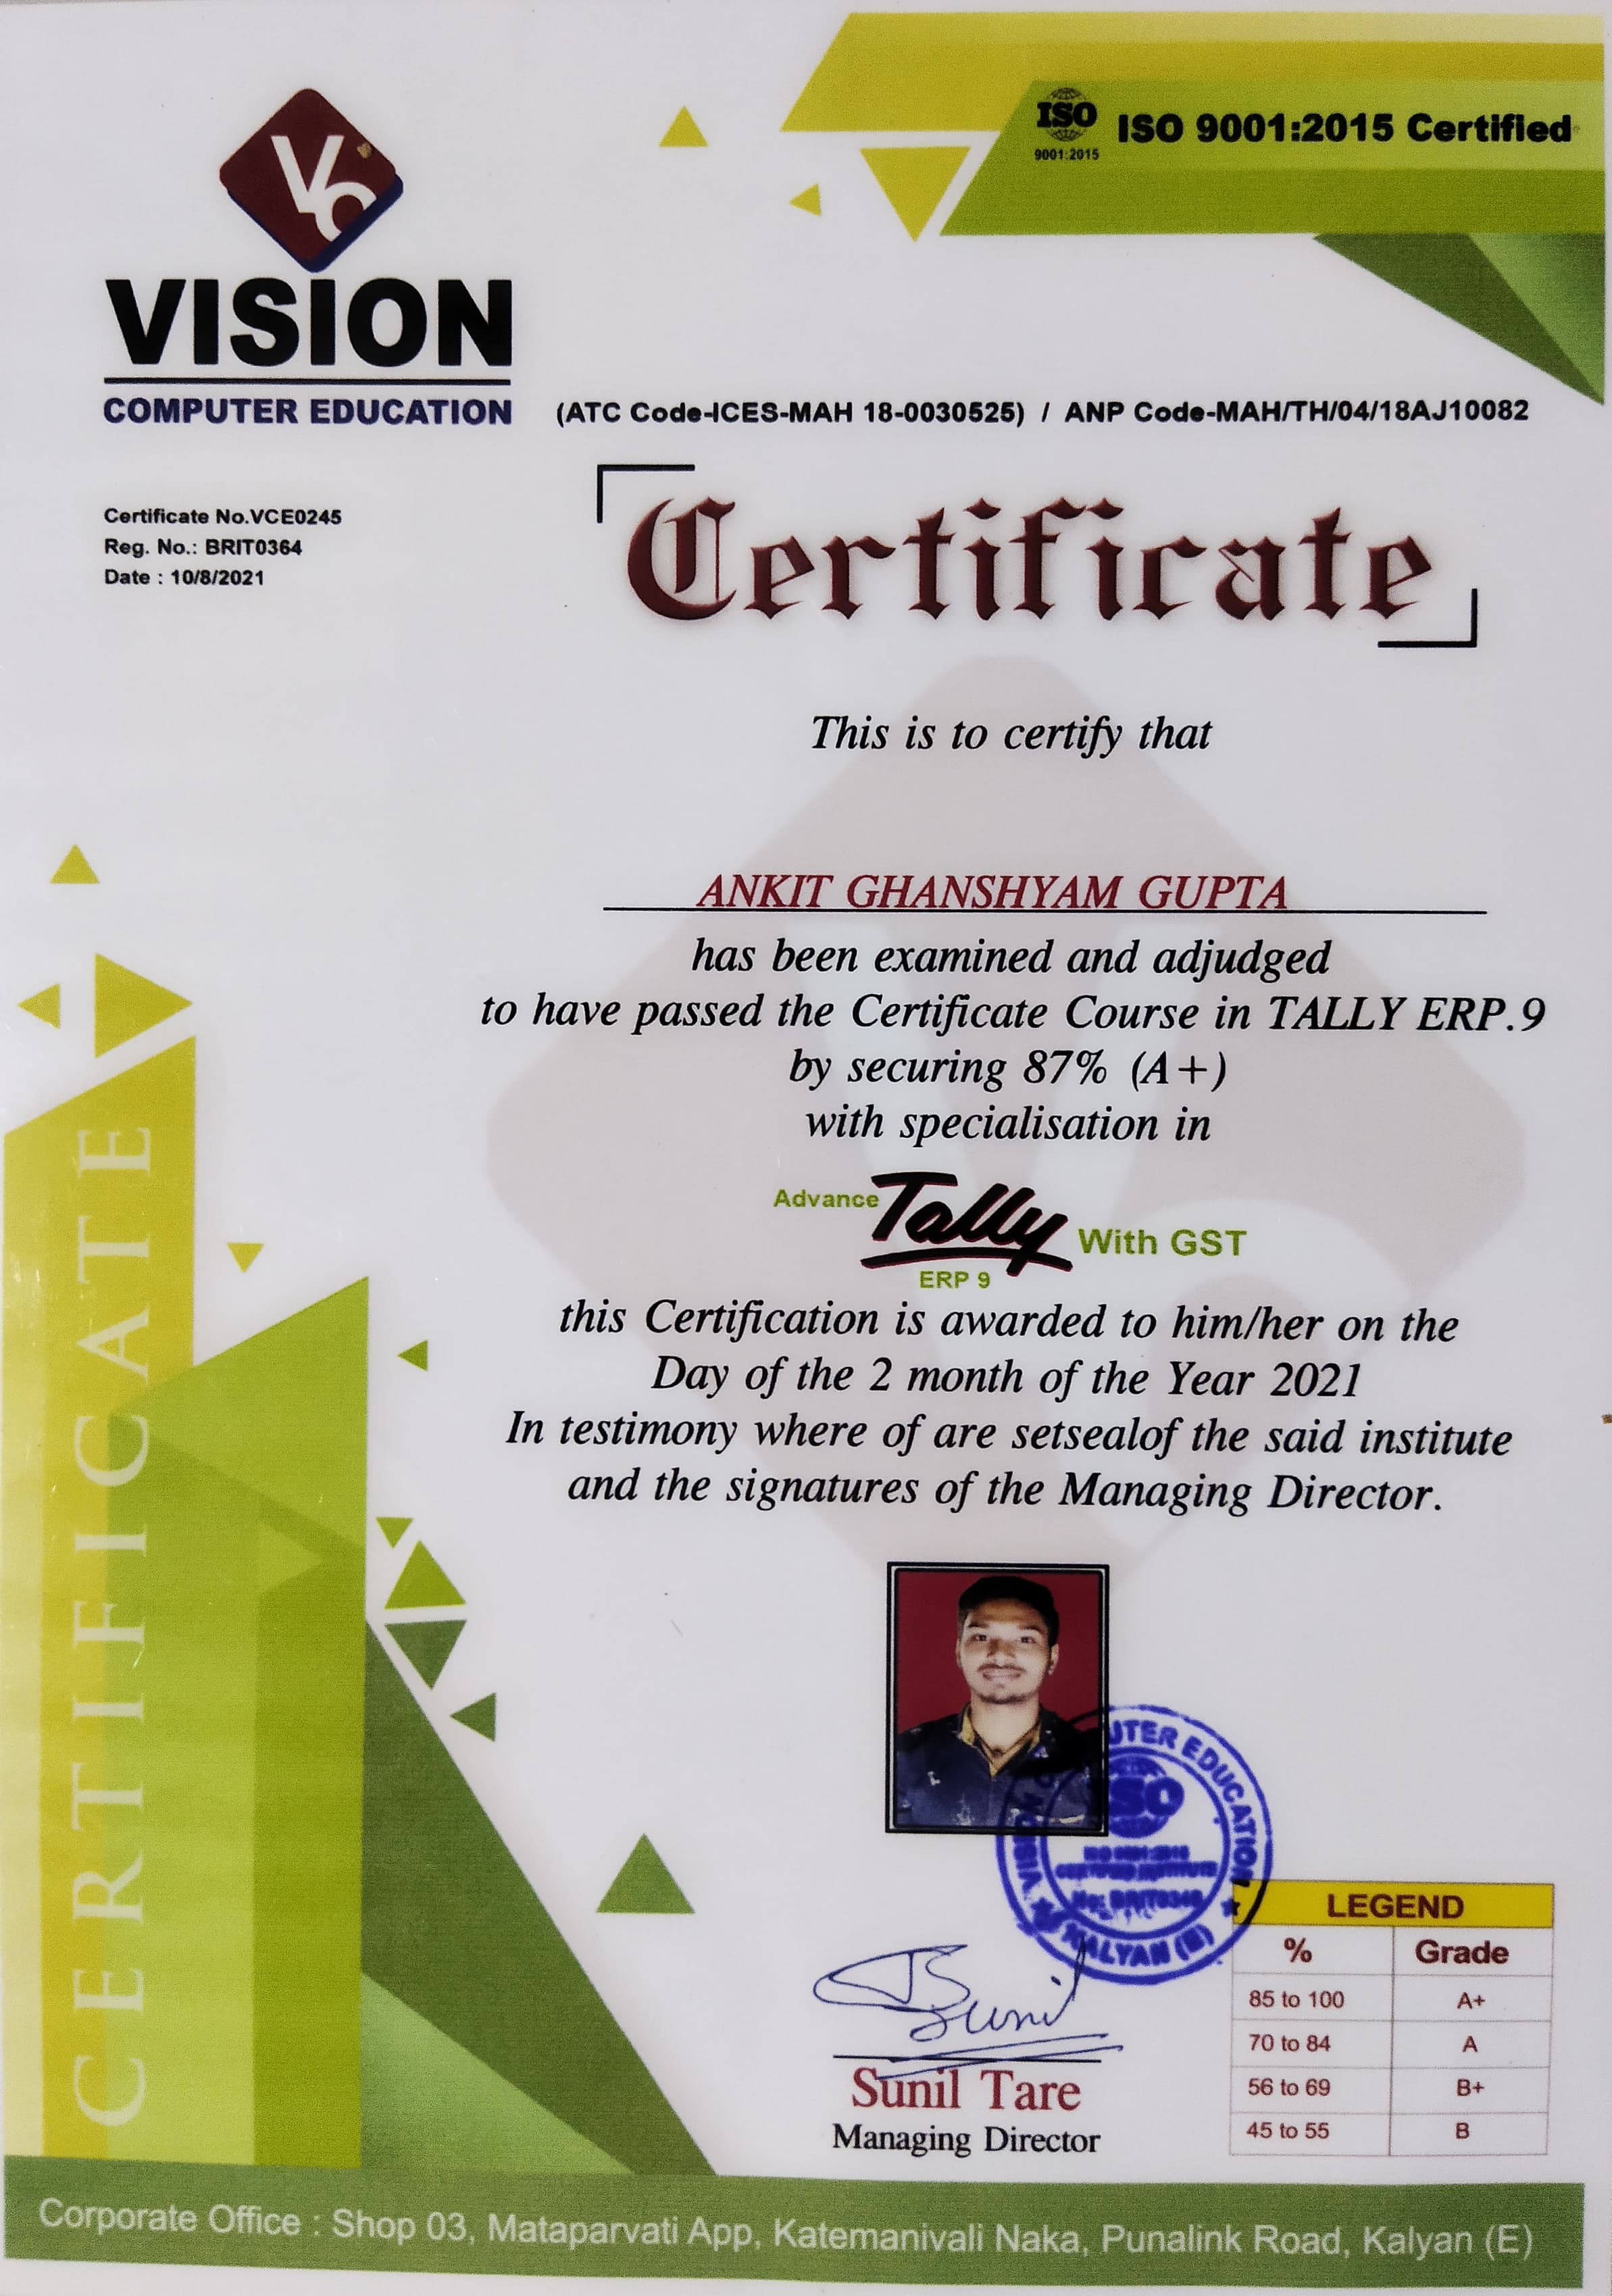 ISO
9001:2015
ISO 9001:2015 Certified
VISION
COMPUTER EDUCATION
(ATC Code-ICES-MAH 18-0030525) / ANP Code-MAH/TH/04/18AJ10082
Certificate No.VCE0245
Reg. No.: BRIT0364
Date : 10/8/2021
Certificate
This is to certify that
ANKIT GHANSHYAM GUPTA
has been examined and adjudged
to have passed the Certificate Course in TALLY ERP.9
by securing 87% (A+)
with specialisation in
Advance Tally With GST
ERP 9
this Certification is awarded to him/her on the
Day of the 2 month of the Year 2021
In testimony where of are setsealof the said institute
and the signatures of the Managing Director.
CERTIFICATE
UTER EDUCATION
ISO
KALYAN (E)
Sunil
Sunil Tare
Managing Director
LEGEND
% Grade
85 to 100 A+
70 to 84 A
56 to 69 B+
45 to 55 B
Corporate Office : Shop 03, Mataparvati App, Katemanivali Naka, Punalink Road, Kalyan (E)